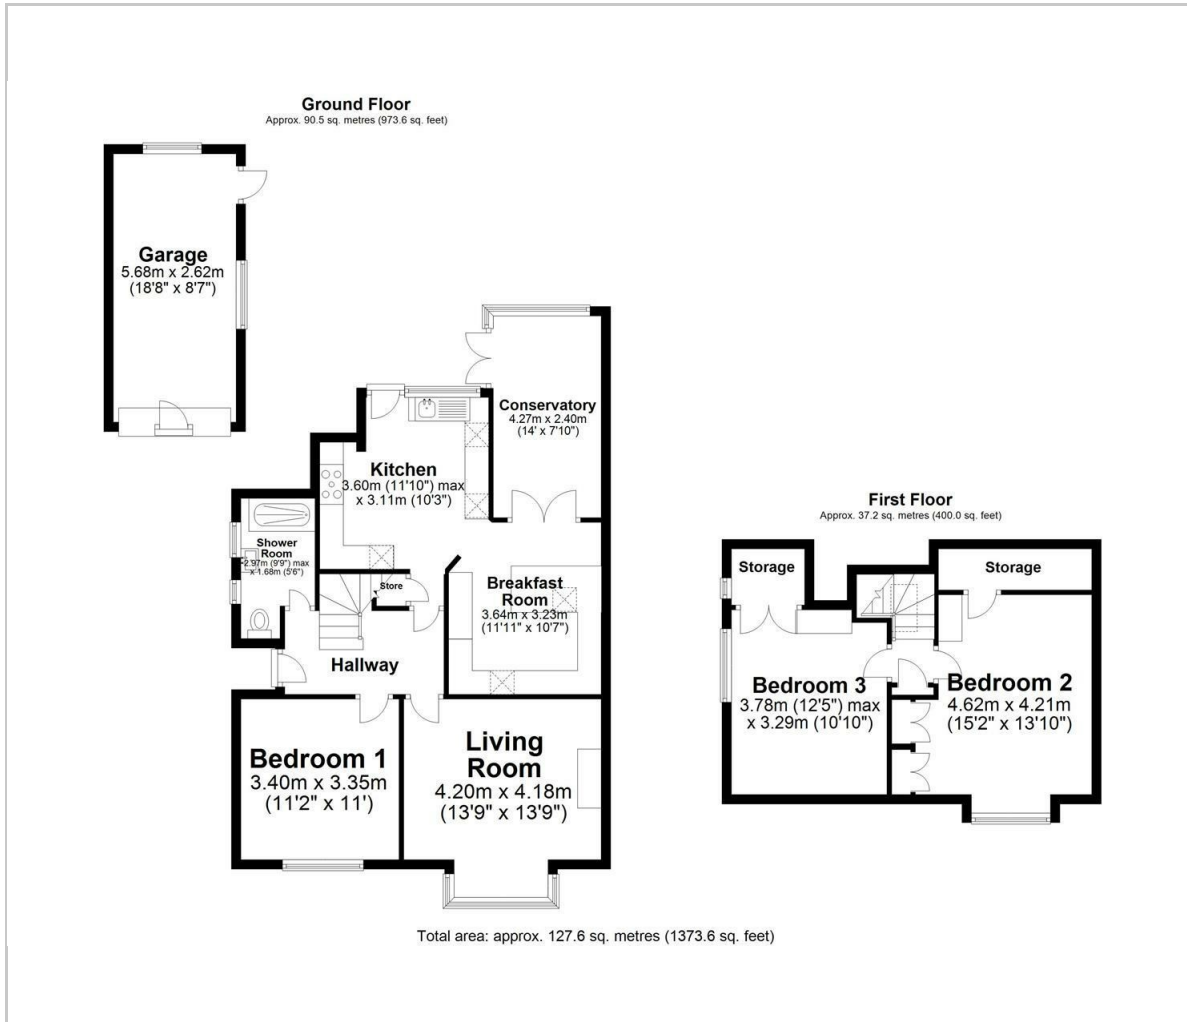 Ground Floor
Approx. 90.5 sq. metres (973.6 sq. feet)
Garage
5.68m x 2.62m
(18'8" x 8'7")
Conservatory
4.27m x 2.40m
(14' x 7'10")
Kitchen
3.60m (11'10") max
x 3.11m (10'3")
Shower
Room
2.97m (9'9") max
x 1.68m (5'6")
Store
Breakfast
Room
3.64m x 3.23m
(11'11" x 10'7")
Hallway
Bedroom 1
3.40m x 3.35m
(11'2" x 11')
Living
Room
4.20m x 4.18m
(13'9" x 13'9")
First Floor
Approx. 37.2 sq. metres (400.0 sq. feet)
Storage
Storage
Bedroom 3
3.78m (12'5") max
x 3.29m (10'10")
Bedroom 2
4.62m x 4.21m
(15'2" x 13'10")
Total area: approx. 127.6 sq. metres (1373.6 sq. feet)